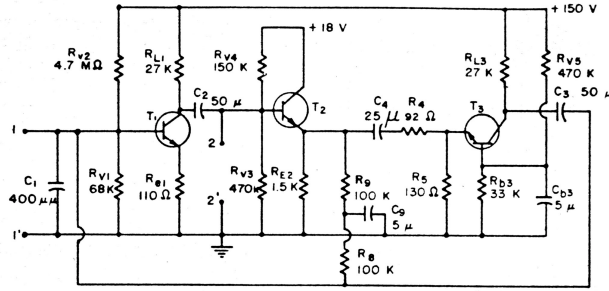 +150 V
+18 V
Rv2
4.7 MΩ
RL1
27 K
Rv4
150 K
RL3
27 K
Rv5
470 K
C2
50 μ
T1
T2
C4
25 μ
R4
92 Ω
T3
C3 50 μ
1
2
C1
400 μμ
Rv1
68K
Re1
110Ω
2'
Rv3
470K
RE2
1.5 K
R9
100 K
C9
5 μ
R5
130Ω
Rb3
33 K
Cb3
5 μ
1'
R8
100 K